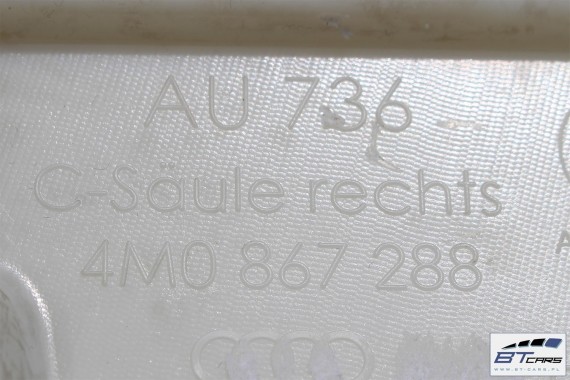 AU 736
C-Säule rechts
4M0 867 288
BTCARS
WWW.BT-CARS.PL